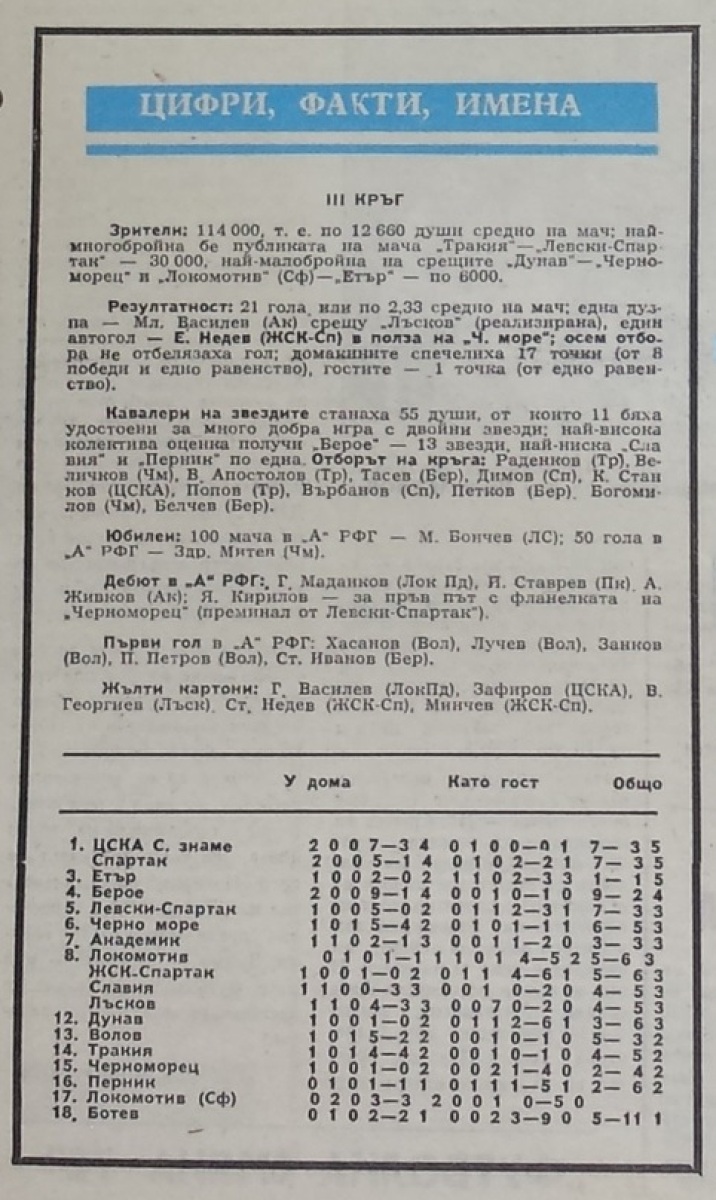 ЦИФРИ, ФАКТИ, ИМЕНА
III КРЪГ
Зрители: 114 000, т. е. по 12 660 души средно на мач; най-
многобройна бе публиката на мача „Тракия“—„Левски-Спар-
так“ — 30 000, най-малобройна на срещите „Дунав“—„Черно-
морец“ и „Локомотив“ (Сф)—„Етър“ — по 6000.
Резултатност: 21 гола, или по 2,33 средно на мач; една дуз-
па — Мл. Василев (Ак) срещу „Лъсков“ (реализирана), един
автогол — Е. Недев (ЖСК-Сп) в полза на „Ч. море“; осем отбо-
ра не отбелязаха гол; домакините спечелиха 17 точки (от 8
победи и едно равенство), гостите — 1 точка (от едно равен-
ство).
Кавалери на звездите станаха 55 души, от които 11 бяха
удостоени за много добра игра с двойни звезди; най-висока
колективна оценка получи „Берое“ — 13 звезди, най-ниска „Сла
вия“ и „Перник“ по една. Отборът на кръга: Раденков (Тр), Ве-
личков (Чм), В. Апостолов (Тр), Тасев (Бер), Димов (Сп), К. Стан
ков (ЦСКА), Попов (Тр), Върбанов (Сп), Петков (Бер), Богоми-
лов (Чм), Белчев (Бер).
Юбилеи: 100 мача в „А“ РФГ — М. Бончев (ЛС); 50 гола в
„А“ РФГ — Здр. Митев (Чм).
Дебют в „А“ РФГ: Г. Маданков (Лок Пд), Й. Ставрев (Пк), А.
Живков (Ак); Я. Кирилов — за пръв път с фланелката на
„Черноморец“ (преминал от Левски-Спартак“).
Първи гол в „А“ РФГ: Хасанов (Вол), Лучев (Вол), Занков
(Вол), П. Петров (Вол), Ст. Иванов (Бер).
Жълти картони: Г. Василев (ЛокПд), Зафиров (ЦСКА), В.
Георгиев (Лъск), Ст. Недев (ЖСК-Сп), Минчев (ЖСК-Сп).
У дома Като гост Общо
1. ЦСКА С. знаме 2 0 0 7—3 4 0 1 0 0—0 1 7— 3 5
Спартак 2 0 0 5—1 4 0 1 0 2—2 1 7— 3 5
3. Етър 1 0 0 2—0 2 1 1 0 2—3 3 1— 1 5
4. Берое 2 0 0 9—1 4 0 0 1 0—1 0 9— 2 4
5. Левски-Спартак 1 0 0 5—0 2 0 1 1 2—3 1 7— 3 3
6. Черно море 1 0 1 5—4 2 0 1 0 1—1 1 6— 5 3
7. Академик 1 1 0 2—1 3 0 0 1 1—2 0 3— 3 3
8. Локомотив 0 1 0 1—1 1 1 0 1 4—5 2 5—6 3
ЖСК-Спартак 1 0 0 1—0 2 0 1 1 4—6 1 5— 6 3
Славия 1 1 0 0—3 3 0 0 1 0—2 0 4— 5 3
Лъсков 1 1 0 4—3 3 0 0 7 0—2 0 4— 5 3
12. Дунав 1 0 0 1—0 2 0 1 1 2—6 1 3— 6 3
13. Волов 1 0 1 5—2 2 0 0 1 0—1 0 5— 3 2
14. Тракия 1 0 1 4—4 2 0 0 1 0—1 0 4— 5 2
15. Черноморец 1 0 0 1—0 2 0 0 2 1—4 0 2— 4 2
16. Перник 0 1 0 1—1 1 0 1 1 1—5 1 2— 6 2
17. Локомотив (Сф) 0 2 0 3—3 2 0 0 1 0—5 0
18. Ботев 0 1 0 2—2 1 0 0 2 3—9 0 5—11 1